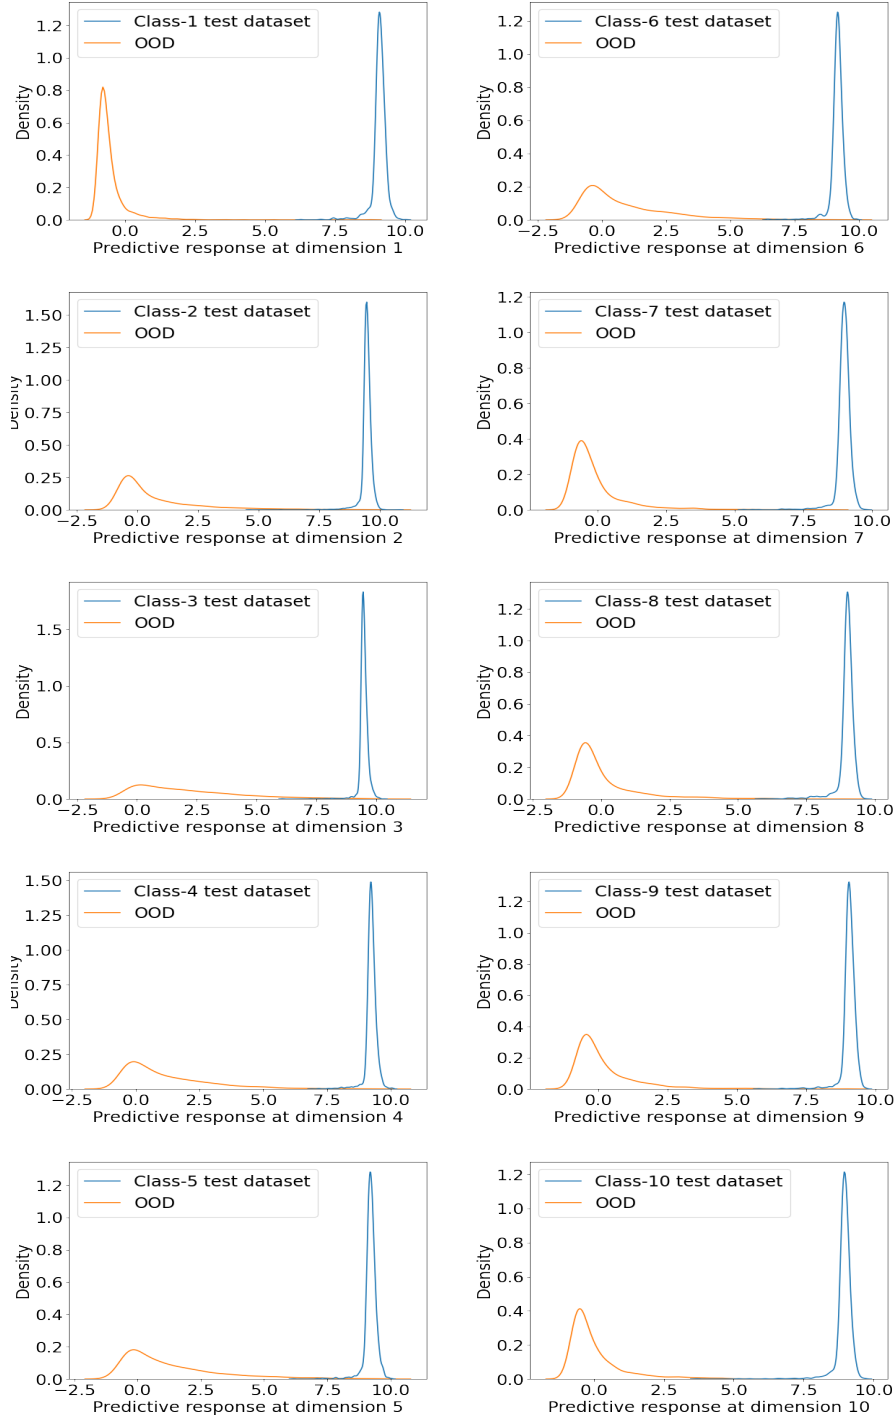 Class-1 test dataset
OOD
Density
1.2
1.0
0.8
0.6
0.4
0.2
0.0
0.0 2.5 5.0 7.5 10.0
Predictive response at dimension 1
Class-6 test dataset
OOD
Density
1.2
1.0
0.8
0.6
0.4
0.2
0.0
−2.5 0.0 2.5 5.0 7.5 10.0
Predictive response at dimension 6
Class-2 test dataset
OOD
Density
1.50
1.25
1.00
0.75
0.50
0.25
0.00
−2.5 0.0 2.5 5.0 7.5 10.0
Predictive response at dimension 2
Class-7 test dataset
OOD
Density
1.2
1.0
0.8
0.6
0.4
0.2
0.0
0.0 2.5 5.0 7.5 10.0
Predictive response at dimension 7
Class-3 test dataset
OOD
Density
1.5
1.0
0.5
0.0
−2.5 0.0 2.5 5.0 7.5 10.0
Predictive response at dimension 3
Class-8 test dataset
OOD
Density
1.2
1.0
0.8
0.6
0.4
0.2
0.0
−2.5 0.0 2.5 5.0 7.5 10.0
Predictive response at dimension 8
Class-4 test dataset
OOD
Density
1.50
1.25
1.00
0.75
0.50
0.25
0.00
−2.5 0.0 2.5 5.0 7.5 10.0
Predictive response at dimension 4
Class-9 test dataset
OOD
Density
1.2
1.0
0.8
0.6
0.4
0.2
0.0
0.0 2.5 5.0 7.5 10.0
Predictive response at dimension 9
Class-5 test dataset
OOD
Density
1.2
1.0
0.8
0.6
0.4
0.2
0.0
−2.5 0.0 2.5 5.0 7.5 10.0
Predictive response at dimension 5
Class-10 test dataset
OOD
Density
1.2
1.0
0.8
0.6
0.4
0.2
0.0
0.0 2.5 5.0 7.5 10.0
Predictive response at dimension 10